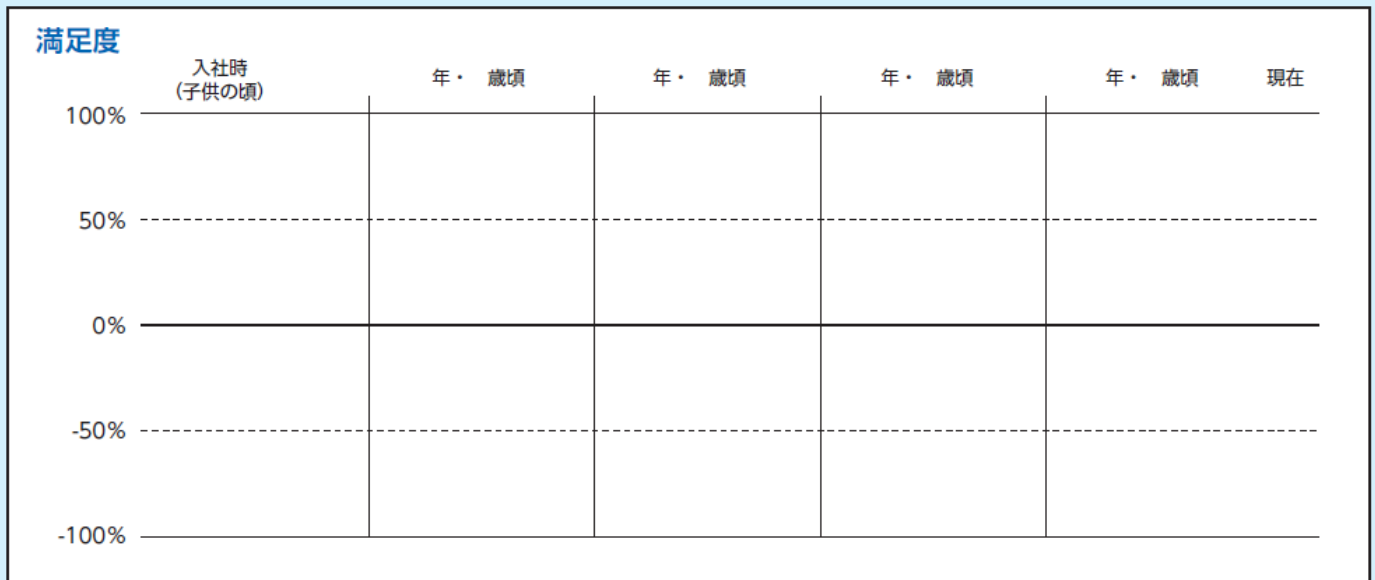 満足度
入社時
(子供の頃)
年・ 歳頃
年・ 歳頃
年・ 歳頃
年・ 歳頃
現在
100%
50%
0%
-50%
-100%